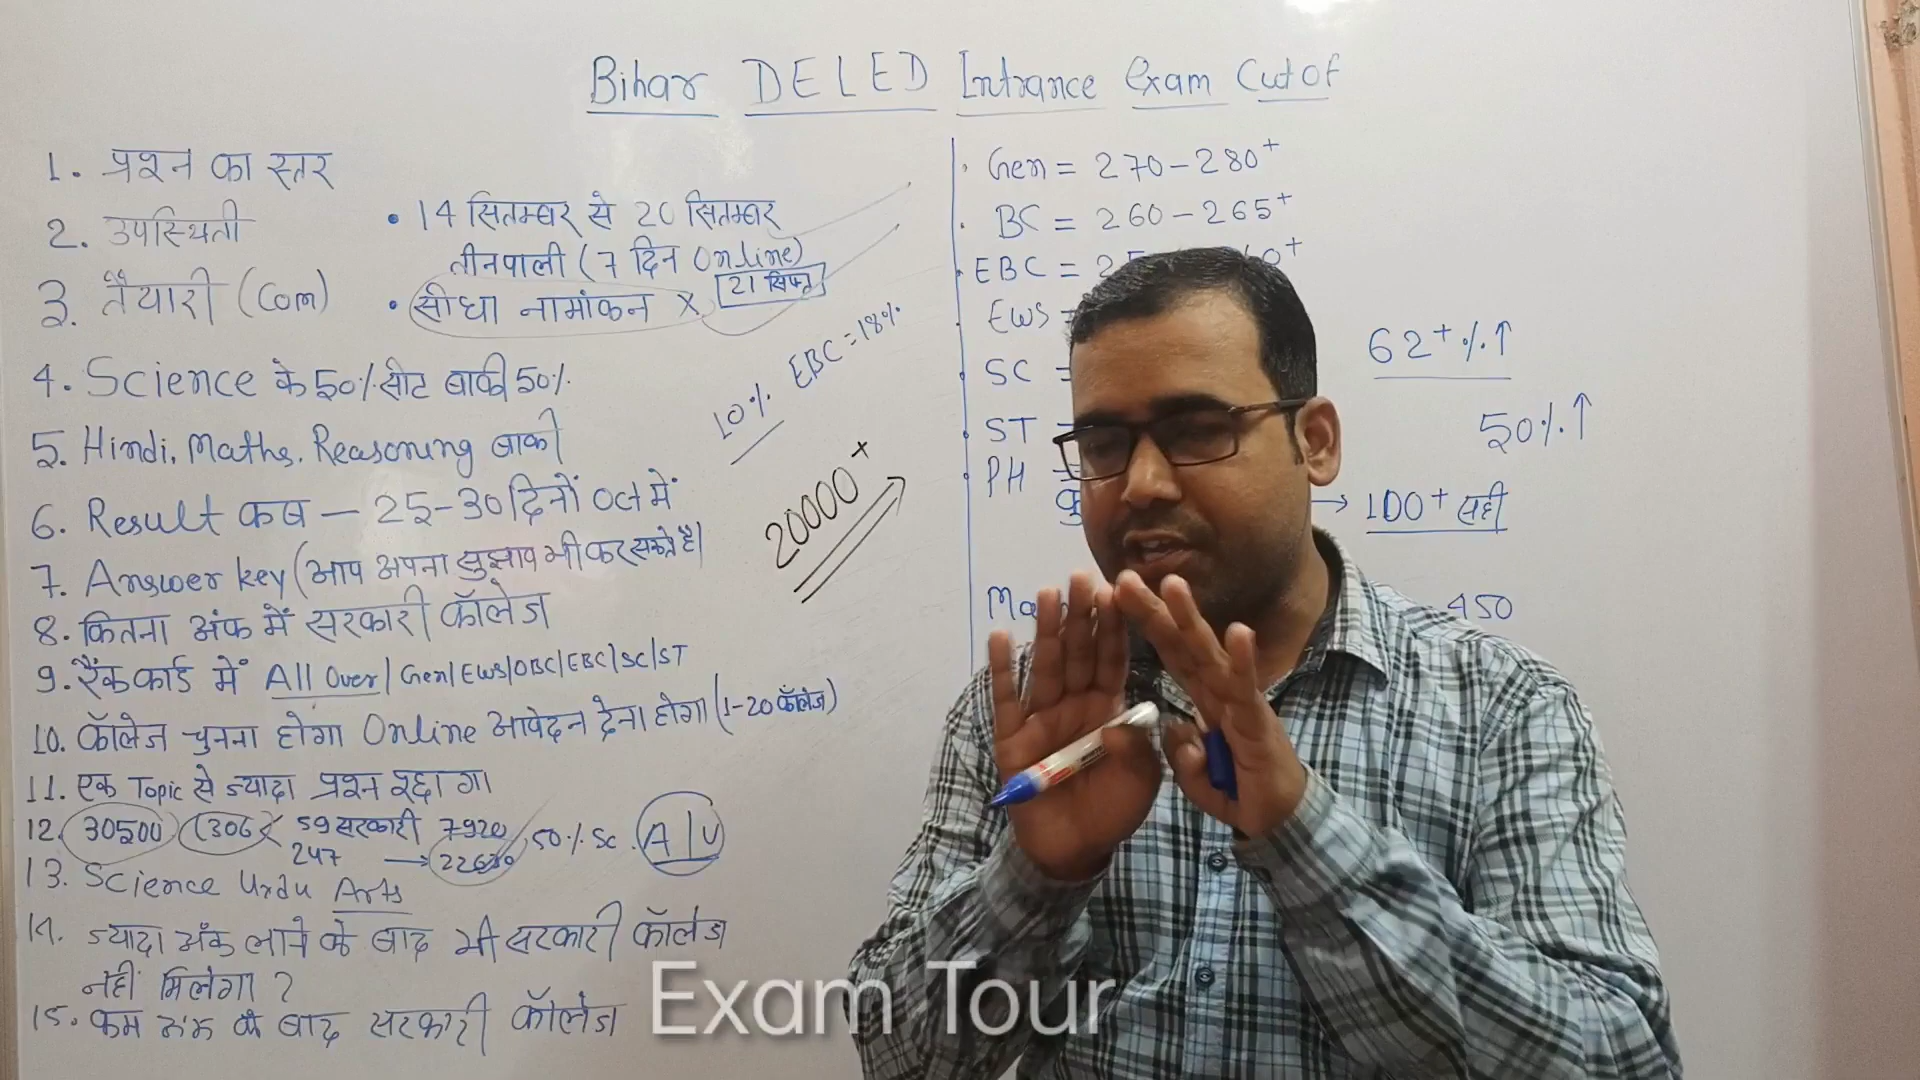 Bihar DELED Intrance Exam Cutof
1. प्रश्न का स्तर
2. उपस्थिती
3. तैयारी (Com)
• 14 सितम्बर से 20 सितम्बर
तीनपाली (7 दिन Online)
• सीधा नामांकन × 21 सित
4. Science के 50% सीट बाकी 50%
5. Hindi, Maths, Reasoning बाकी
6. Result कब – 25-30 दिनों Oct में
7. Answer key (आप अपना सुझाव भी कर सकते है)
8. कितना अंक में सरकारी कॉलेज
9. रैंक कार्ड में All Over/Gen/EWS/OBC/EBC/SC/ST
10. कॉलेज चुनना होगा Online आवेदन देना होगा (1-20 कॉलेज)
11. एक Topic से ज्यादा प्रश्न रहा गा
12. 30500 (306) 59 सरकारी 7920 50% SC. A|U
247 →
13. Science Urdu Arts
14. ज्यादा अंक लाने के बाद भी सरकारी कॉलेज
नहीं मिलेगा ?
15. कम अंक के बाद सरकारी कॉलेज
10% EBC = 18%
20000+
• Gen = 270-280+
• BC = 260-265+
• EBC = 0+
• EWS =
• SC =
• ST
• PH =
62+%↑
50%↑
→ 100+ सही
Ma 450
Exam Tour